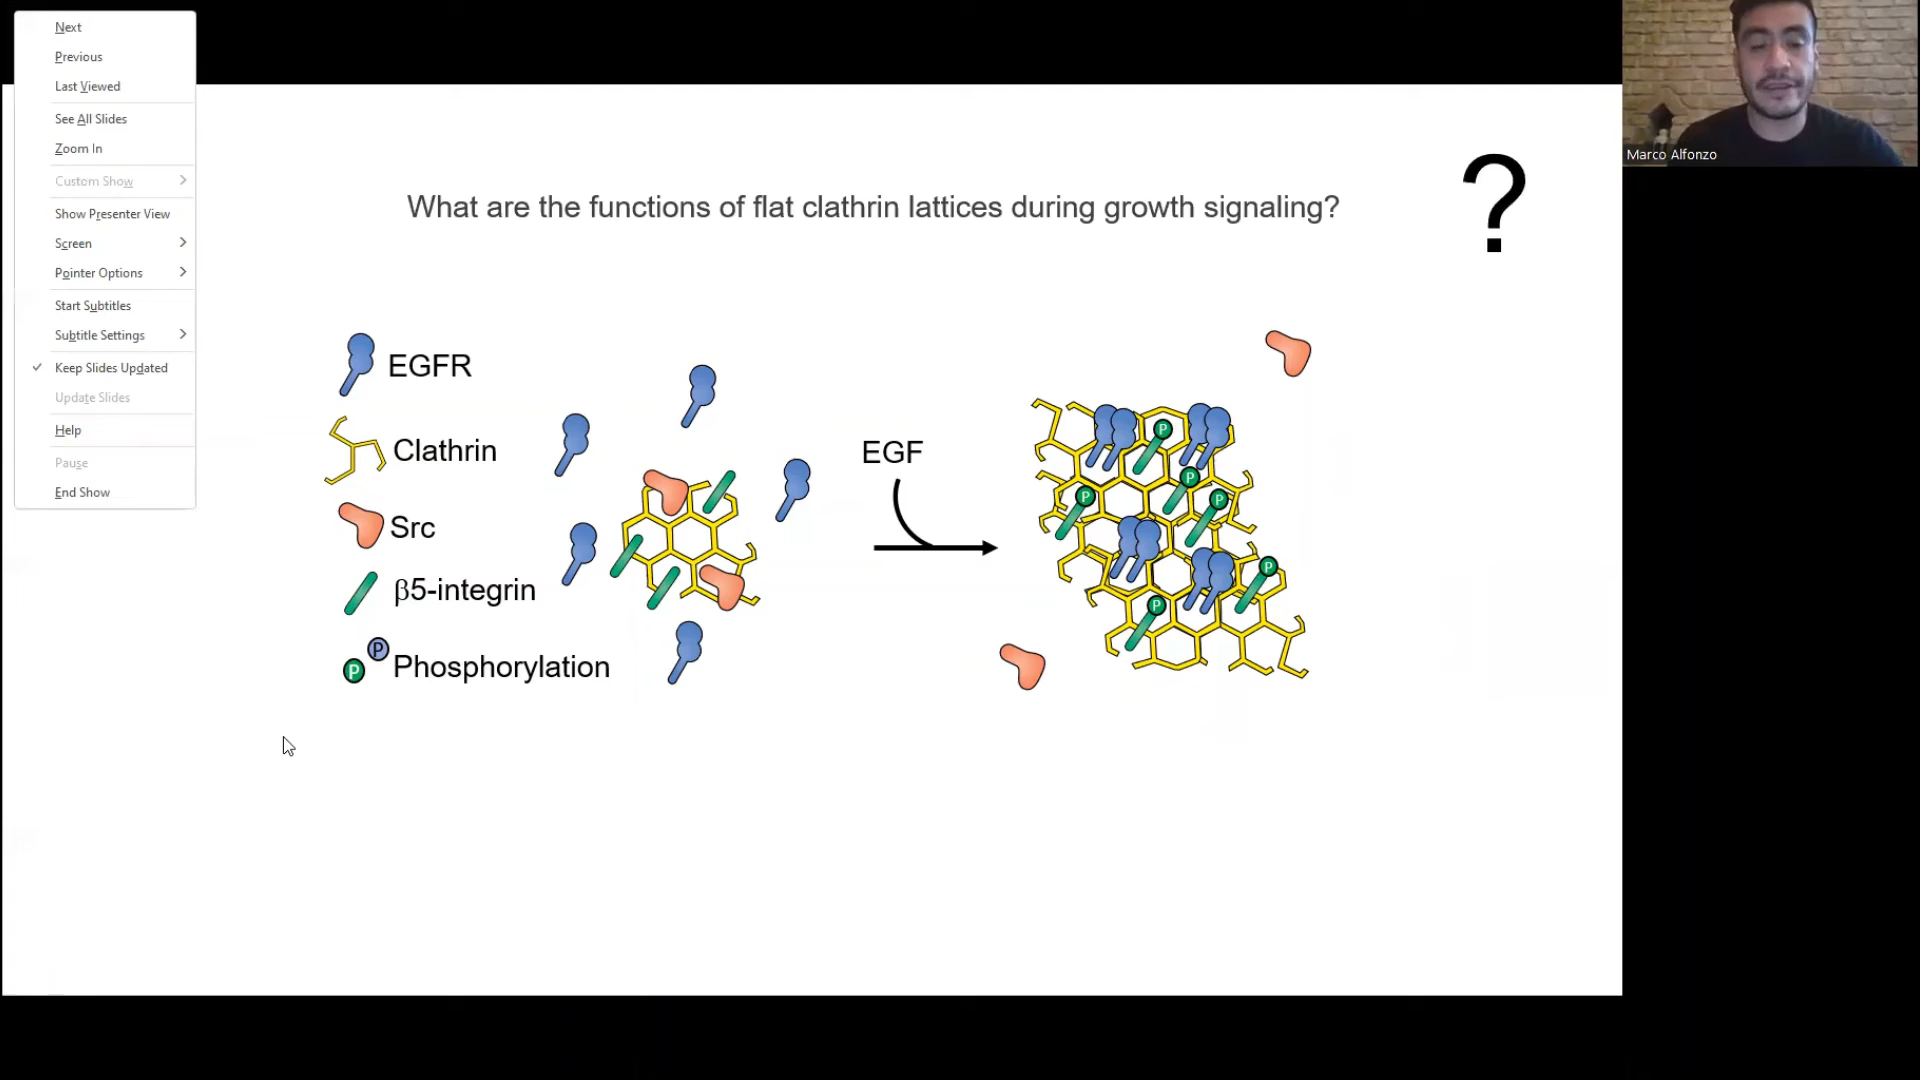 Next
Previous
Last Viewed
See All Slides
Zoom In
Custom Show
Show Presenter View
Screen
Pointer Options
Start Subtitles
Subtitle Settings
Keep Slides Updated
Update Slides
Help
Pause
End Show
Marco Alfonzo
?
What are the functions of flat clathrin lattices during growth signaling?
EGFR
Clathrin
Src
β5-integrin
P
P
Phosphorylation
EGF
P
P
P
P
P
P